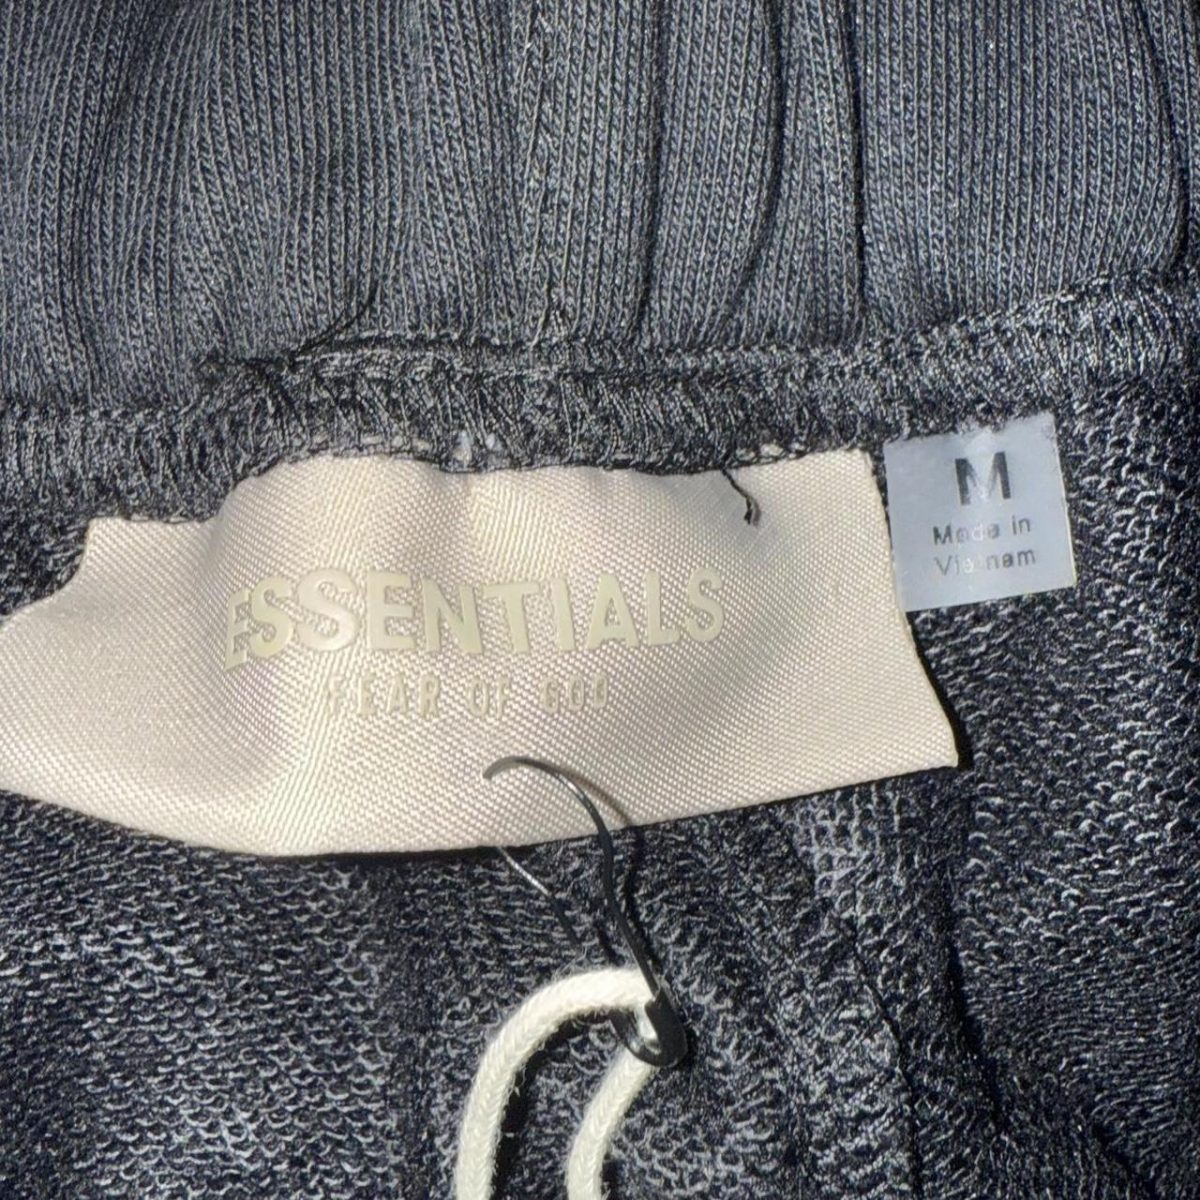 ESSENTIALS
FEAR OF GOD
M
Made in
Vietnam